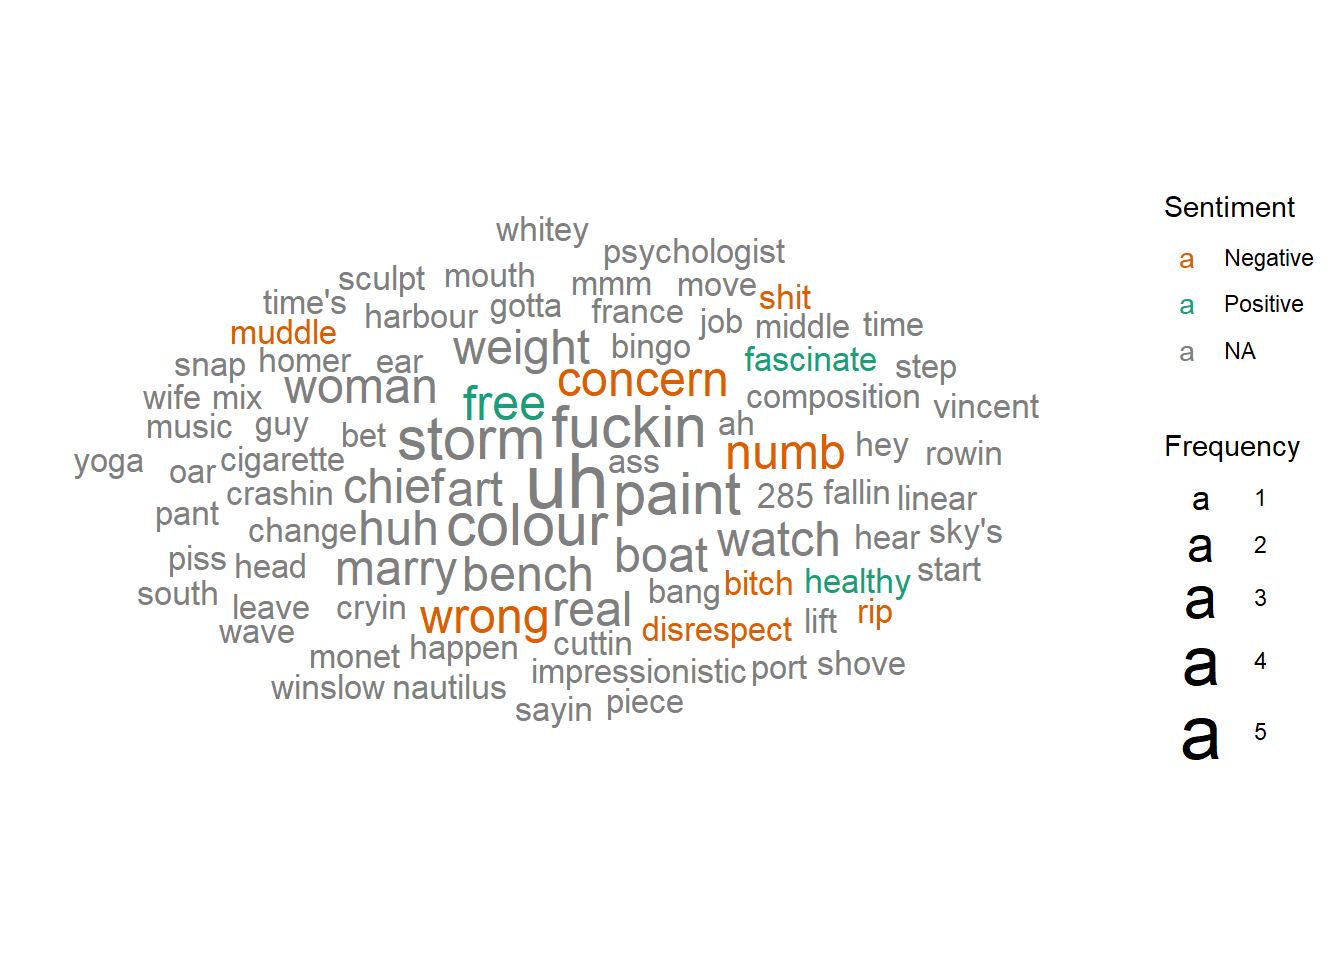 whitey
psychologist
sculpt mouth mmm move shit
time's harbour gotta france job middle time
muddle weight bingo fascinate step
snap homer ear concern
wife mix woman free composition vincent
music guy bet storm fuckin ah numb hey rowin
yoga oar cigarette ass
crashin chief art uh paint 285 fallin linear
pant change huh colour watch hear sky's
piss head marry bench boat bang bitch healthy start
south leave cryin wrong real disrespect lift rip
wave monet happen cuttin
winslow nautilus impressionistic port shove
sayin piece
Sentiment
a Negative
a Positive
a NA
Frequency
a 1
a 2
a 3
a 4
a 5